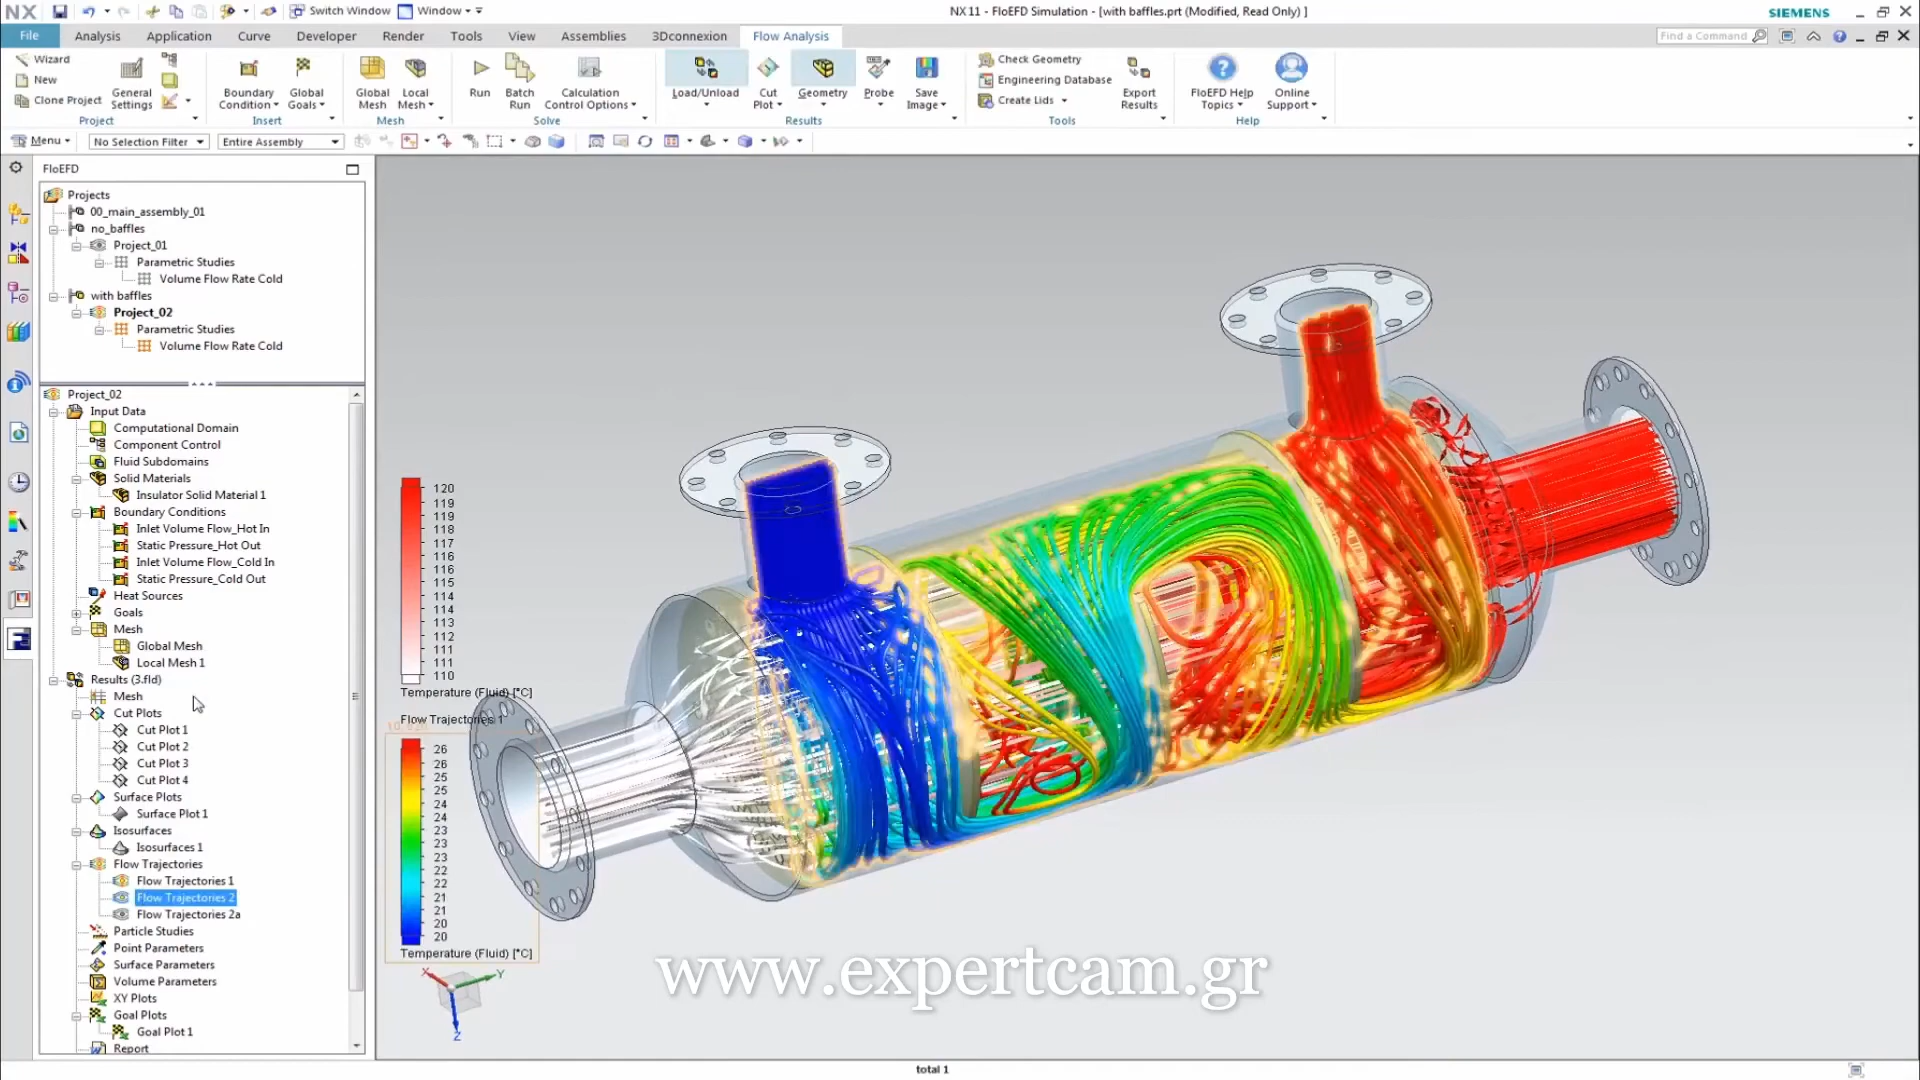 NX
Switch Window
Window
NX 11 - FloEFD Simulation - [with baffles.prt (Modified, Read Only) ]
SIEMENS
File
Analysis
Application
Curve
Developer
Render
Tools
View
Assemblies
3Dconnexion
Flow Analysis
Find a Command
Wizard
New
Clone Project
General Settings
Project
Boundary Condition
Global Goals
Insert
Global Mesh
Local Mesh
Mesh
Run
Batch Run
Calculation Control Options
Solve
Load/Unload
Cut Plot
Geometry
Probe
Save Image
Results
Check Geometry
Engineering Database
Create Lids
Export Results
Tools
FloEFD Help Topics
Online Support
Help
Menu
No Selection Filter
Entire Assembly
FloEFD
Projects
00_main_assembly_01
no_baffles
Project_01
Parametric Studies
Volume Flow Rate Cold
with baffles
Project_02
Parametric Studies
Volume Flow Rate Cold
Project_02
Input Data
Computational Domain
Component Control
Fluid Subdomains
Solid Materials
Insulator Solid Material 1
Boundary Conditions
Inlet Volume Flow_Hot In
Static Pressure_Hot Out
Inlet Volume Flow_Cold In
Static Pressure_Cold Out
Heat Sources
Goals
Mesh
Global Mesh
Local Mesh 1
Results (3.fld)
Mesh
Cut Plots
Cut Plot 1
Cut Plot 2
Cut Plot 3
Cut Plot 4
Surface Plots
Surface Plot 1
Isosurfaces
Isosurfaces 1
Flow Trajectories
Flow Trajectories 1
Flow Trajectories 2
Flow Trajectories 2a
Particle Studies
Point Parameters
Surface Parameters
Volume Parameters
XY Plots
Goal Plots
Goal Plot 1
Report
120
119
119
118
117
116
116
115
114
114
113
112
111
111
110
Temperature (Fluid) [°C]
Flow Trajectories 1
26
26
25
25
24
24
23
23
22
22
21
21
20
20
Temperature (Fluid) [°C]
X
Y
Z
www.expertcam.gr
total 1